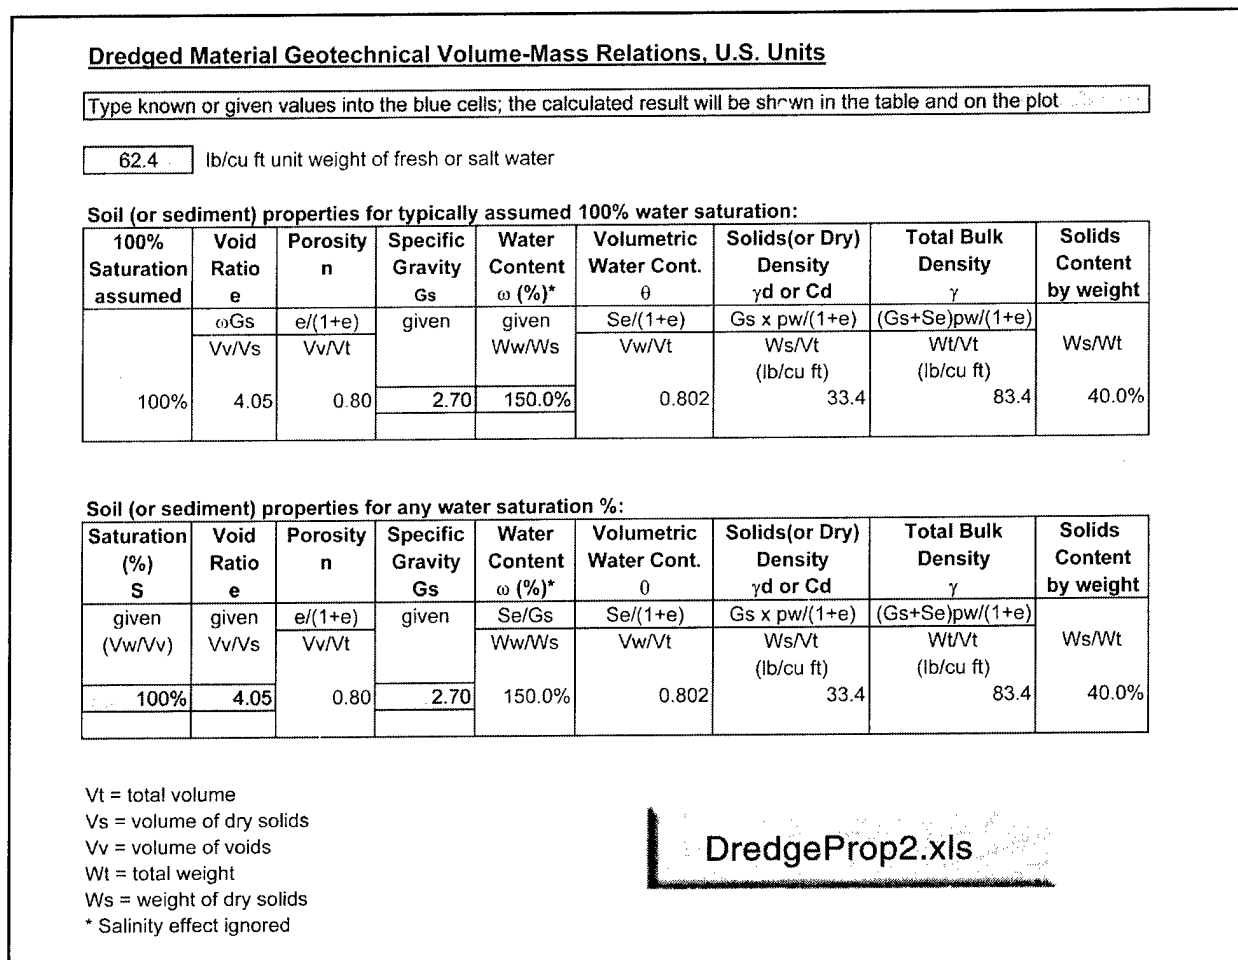 Dredged Material Geotechnical Volume-Mass Relations, U.S. Units
Type known or given values into the blue cells; the calculated result will be shown in the table and on the plot
62.4 lb/cu ft unit weight of fresh or salt water
Soil (or sediment) properties for typically assumed 100% water saturation:
100% Void Porosity Specific Water Volumetric Solids(or Dry) Total Bulk Solids
Saturation Ratio n Gravity Content Water Cont. Density Density Content
assumed e Gs ω (%)* θ γd or Cd γ by weight
ωGs e/(1+e) given given Se/(1+e) Gs x pw/(1+e) (Gs+Se)pw/(1+e)
Vv/Vs Vv/Vt Ww/Ws Vw/Vt Ws/Vt Wt/Vt Ws/Wt
(lb/cu ft) (lb/cu ft)
100% 4.05 0.80 2.70 150.0% 0.802 33.4 83.4 40.0%
Soil (or sediment) properties for any water saturation %:
Saturation Void Porosity Specific Water Volumetric Solids(or Dry) Total Bulk Solids
(%) Ratio n Gravity Content Water Cont. Density Density Content
S e Gs ω (%)* θ γd or Cd γ by weight
given given e/(1+e) given Se/Gs Se/(1+e) Gs x pw/(1+e) (Gs+Se)pw/(1+e)
(Vw/Vv) Vv/Vs Vv/Vt Ww/Ws Vw/Vt Ws/Vt Wt/Vt Ws/Wt
(lb/cu ft) (lb/cu ft)
100% 4.05 0.80 2.70 150.0% 0.802 33.4 83.4 40.0%
Vt = total volume
Vs = volume of dry solids
Vv = volume of voids
Wt = total weight
Ws = weight of dry solids
* Salinity effect ignored
DredgeProp2.xls